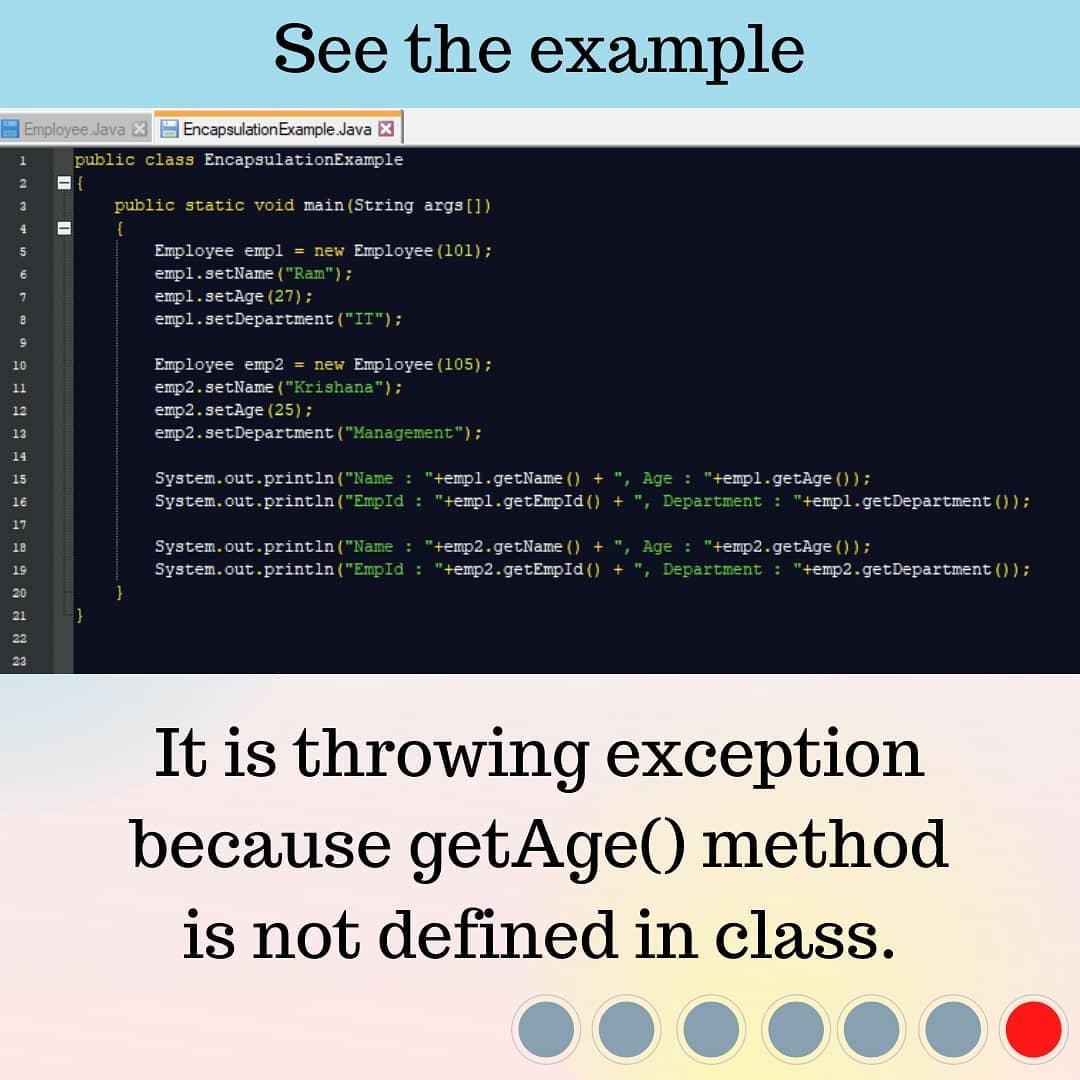 See the example
Employee.Java
EncapsulationExample.Java
1 public class EncapsulationExample
2 {
3 public static void main(String args[])
4 {
5 Employee emp1 = new Employee(101);
6 emp1.setName("Ram");
7 emp1.setAge(27);
8 emp1.setDepartment("IT");
9
10 Employee emp2 = new Employee(105);
11 emp2.setName("Krishana");
12 emp2.setAge(25);
13 emp2.setDepartment("Management");
14
15 System.out.println("Name : "+emp1.getName() + ", Age : "+emp1.getAge());
16 System.out.println("EmpId : "+emp1.getEmpId() + ", Department : "+emp1.getDepartment());
17
18 System.out.println("Name : "+emp2.getName() + ", Age : "+emp2.getAge());
19 System.out.println("EmpId : "+emp2.getEmpId() + ", Department : "+emp2.getDepartment());
20 }
21 }
22
23
It is throwing exception
because getAge() method
is not defined in class.